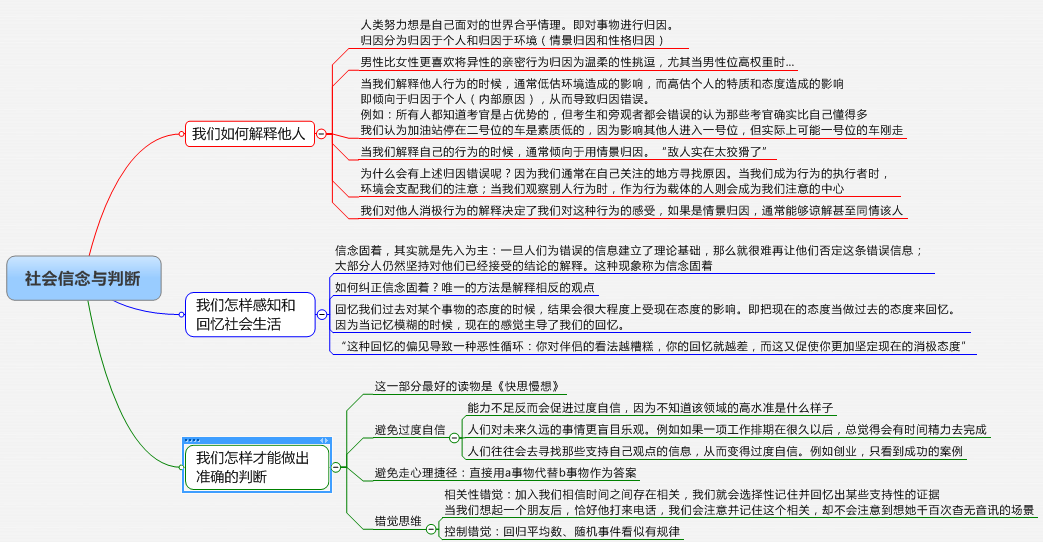 人类努力想是自己面对的世界合乎情理。即对事物进行归因。
归因分为归因于个人和归因于环境（情景归因和性格归因）
男性比女性更喜欢将异性的亲密行为归因为温柔的性挑逗，尤其当男性位高权重时...
当我们解释他人行为的时候，通常低估环境造成的影响，而高估个人的特质和态度造成的影响
即倾向于归因于个人（内部原因），从而导致归因错误。
例如：所有人都知道考官是占优势的，但考生和旁观者都会错误的认为那些考官确实比自己懂得多
我们认为加油站停在二号位的车是素质低的，因为影响其他人进入一号位，但实际上可能一号位的车刚走
我们如何解释他人
当我们解释自己的行为的时候，通常倾向于用情景归因。“敌人实在太狡猾了”
为什么会有上述归因错误呢？因为我们通常在自己关注的地方寻找原因。当我们成为行为的执行者时，
环境会支配我们的注意；当我们观察别人行为时，作为行为载体的人则会成为我们注意的中心
我们对他人消极行为的解释决定了我们对这种行为的感受，如果是情景归因，通常能够谅解甚至同情该人
社会信念与判断
信念固着，其实就是先入为主：一旦人们为错误的信息建立了理论基础，那么就很难再让他们否定这条错误信息；
大部分人仍然坚持对他们已经接受的结论的解释。这种现象称为信念固着
如何纠正信念固着？唯一的方法是解释相反的观点
我们怎样感知和
回忆社会生活
回忆我们过去对某个事物的态度的时候，结果会很大程度上受现在态度的影响。即把现在的态度当做过去的态度来回忆。
因为当记忆模糊的时候，现在的感觉主导了我们的回忆。
“这种回忆的偏见导致一种恶性循环：你对伴侣的看法越糟糕，你的回忆就越差，而这又促使你更加坚定现在的消极态度”
这一部分最好的读物是《快思慢想》
能力不足反而会促进过度自信，因为不知道该领域的高水准是什么样子
避免过度自信
人们对未来久远的事情更盲目乐观。例如如果一项工作排期在很久以后，总觉得会有时间精力去完成
人们往往会去寻找那些支持自己观点的信息，从而变得过度自信。例如创业，只看到成功的案例
我们怎样才能做出
准确的判断
避免走心理捷径：直接用a事物代替b事物作为答案
相关性错觉：加入我们相信时间之间存在相关，我们就会选择性记住并回忆出某些支持性的证据
当我们想起一个朋友后，恰好他打来电话，我们会注意并记住这个相关，却不会注意到想她千百次杳无音讯的场景
错觉思维
控制错觉：回归平均数、随机事件看似有规律